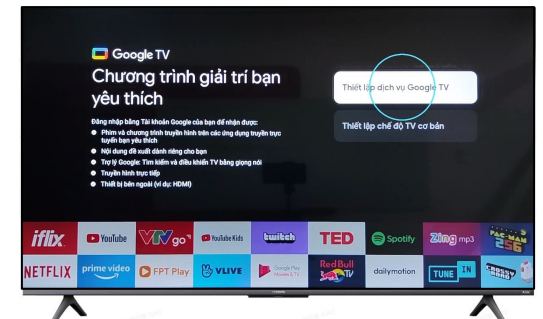 Google TV
Chương trình giải trí bạn
yêu thích
Đăng nhập bằng Tài khoản Google của bạn để nhận được:
Phim và chương trình truyền hình trên các ứng dụng truyền trực
tuyến bạn yêu thích
Nội dung đề xuất dành riêng cho bạn
Trợ lý Google: Tìm kiếm và điều khiển TV bằng giọng nói
Truyền hình trực tiếp
Thiết bị bên ngoài (ví dụ: HDMI)
Thiết lập dịch vụ Google TV
Thiết lập chế độ TV cơ bản
iflix
YouTube
VTV go
YouTube Kids
twitch
TED
Spotify
Zing mp3
PAC-MAN
256
NETFLIX
prime video
FPT Play
VLIVE
Google Play
Movies & TV
Red Bull
TV
dailymotion
TUNE IN
CROSSY
ROAD